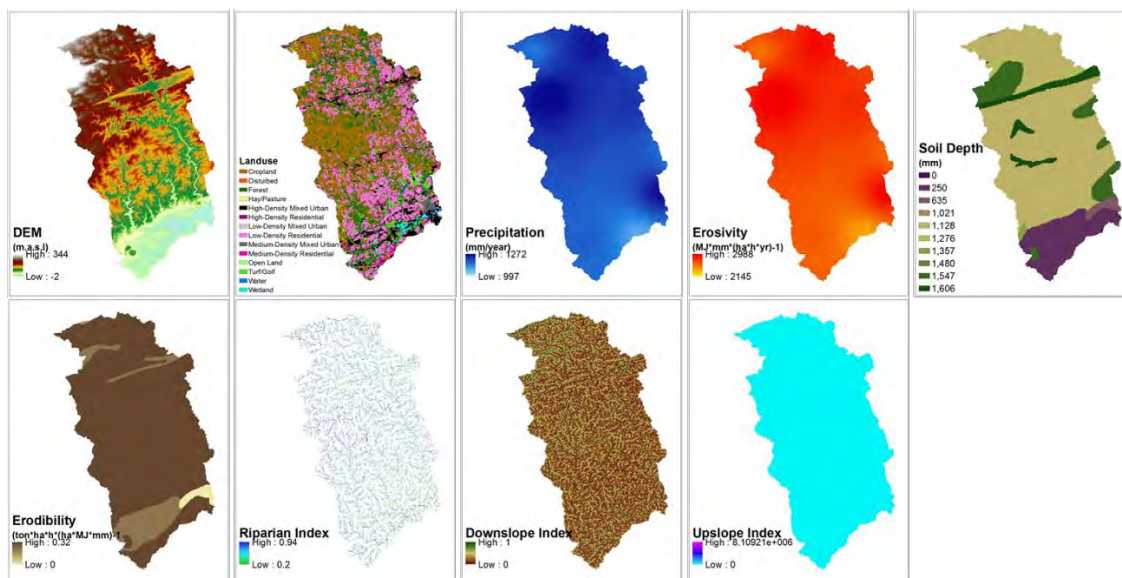 DEM
(m.a.s.l)
High : 344
Low : -2
Landuse
Cropland
Disturbed
Forest
Hay/Pasture
High-Density Mixed Urban
High-Density Residential
Low-Density Mixed Urban
Low-Density Residential
Medium-Density Mixed Urban
Medium-Density Residential
Open Land
Turf/Golf
Water
Wetland
Precipitation
(mm/year)
High : 1272
Low : 997
Erosivity
(MJ*mm*(ha*h*yr)-1)
High : 2988
Low : 2145
Soil Depth
(mm)
0
250
635
1,021
1,128
1,276
1,357
1,480
1,547
1,606
Erodibility
(ton*ha*h*(ha*MJ*mm)-1
High : 0.32
Low : 0
Riparian Index
High : 0.94
Low : 0.2
Downslope Index
High : 1
Low : 0
Upslope Index
High : 8.10921e+006
Low : 0